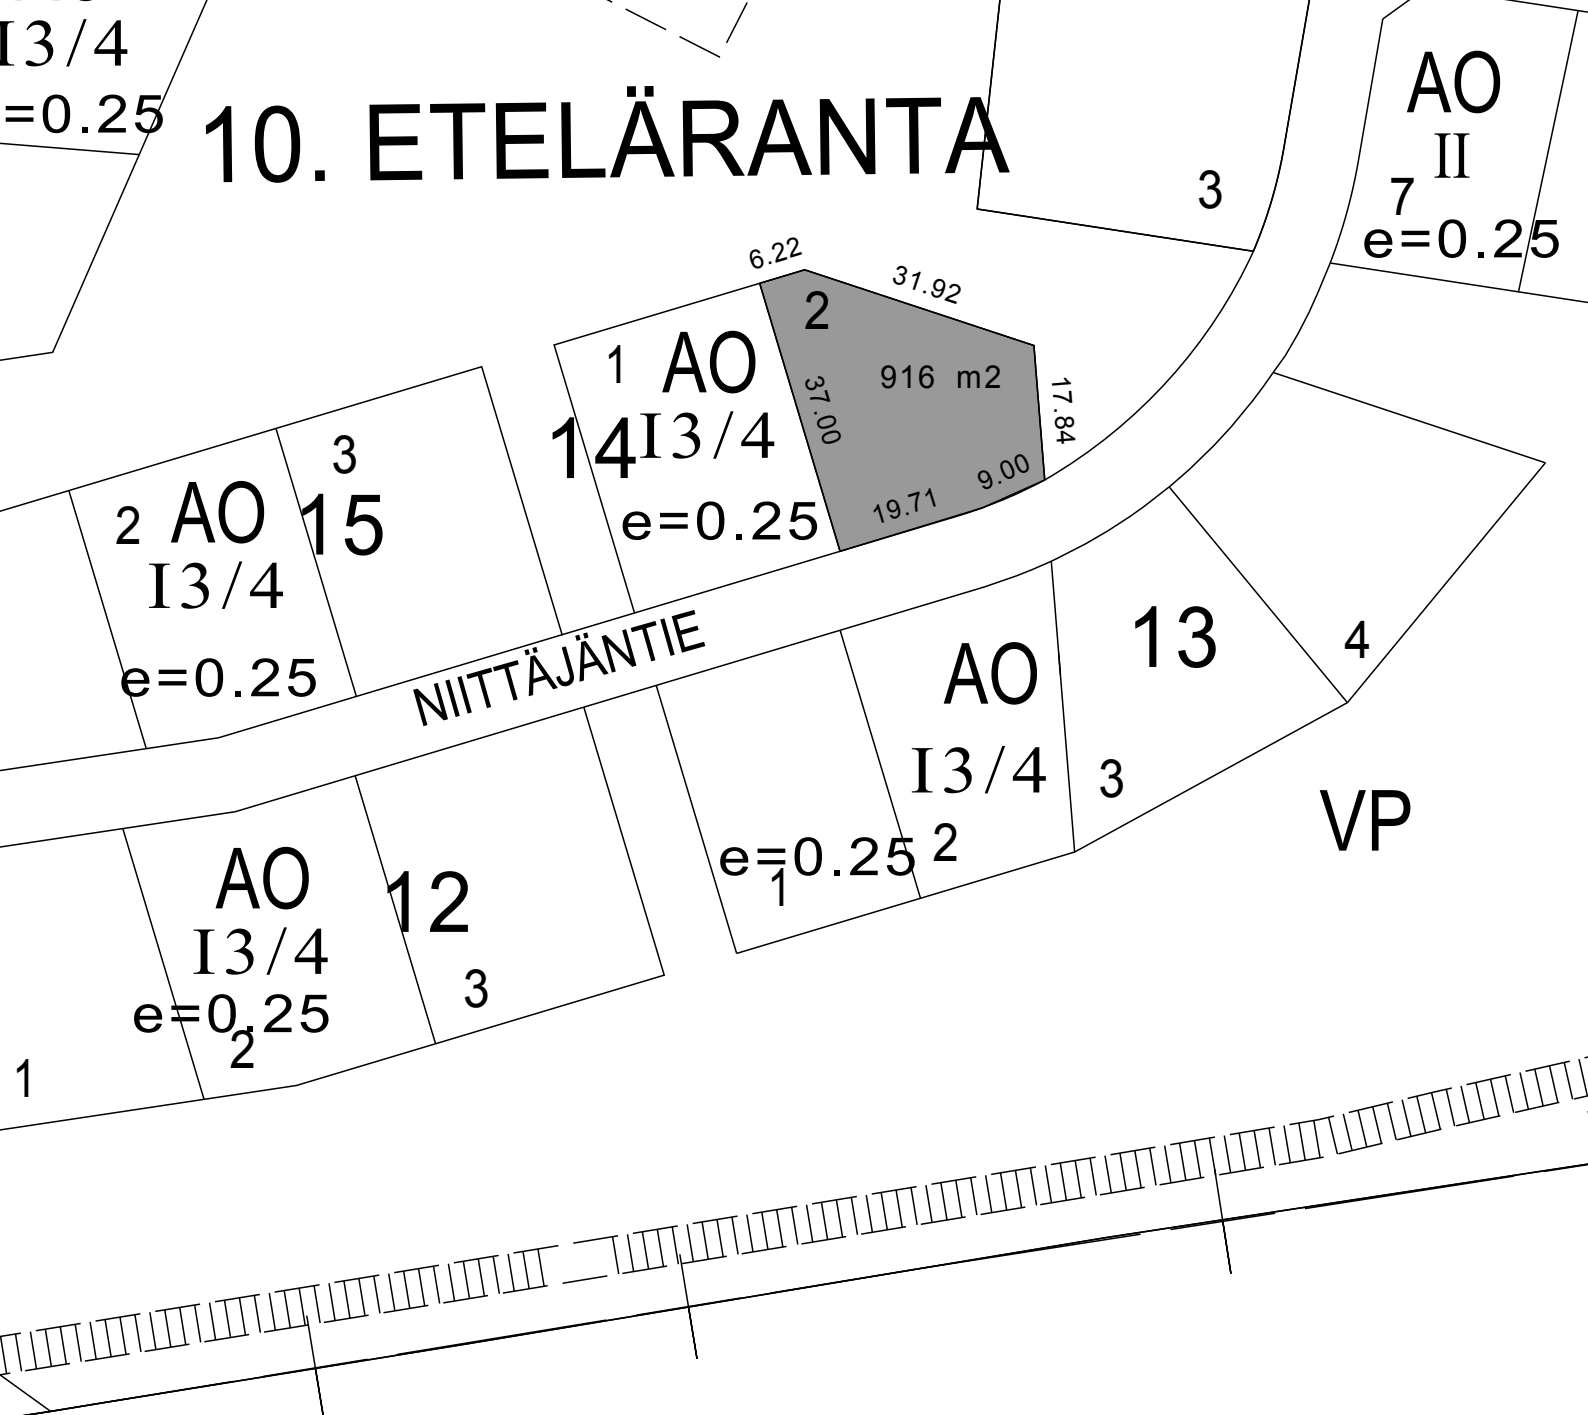 I3/4
=0.25
10. ETELÄRANTA
3
AO
II
7
e=0.25
6.22
31.92
2
916 m2
37.00
17.84
19.71
9.00
1
AO
14
I3/4
e=0.25
3
2
AO
15
I3/4
e=0.25
NIITTÄJÄNTIE
AO
13
4
I3/4
3
e=0.25
2
1
VP
AO
12
I3/4
3
e=0.25
2
1